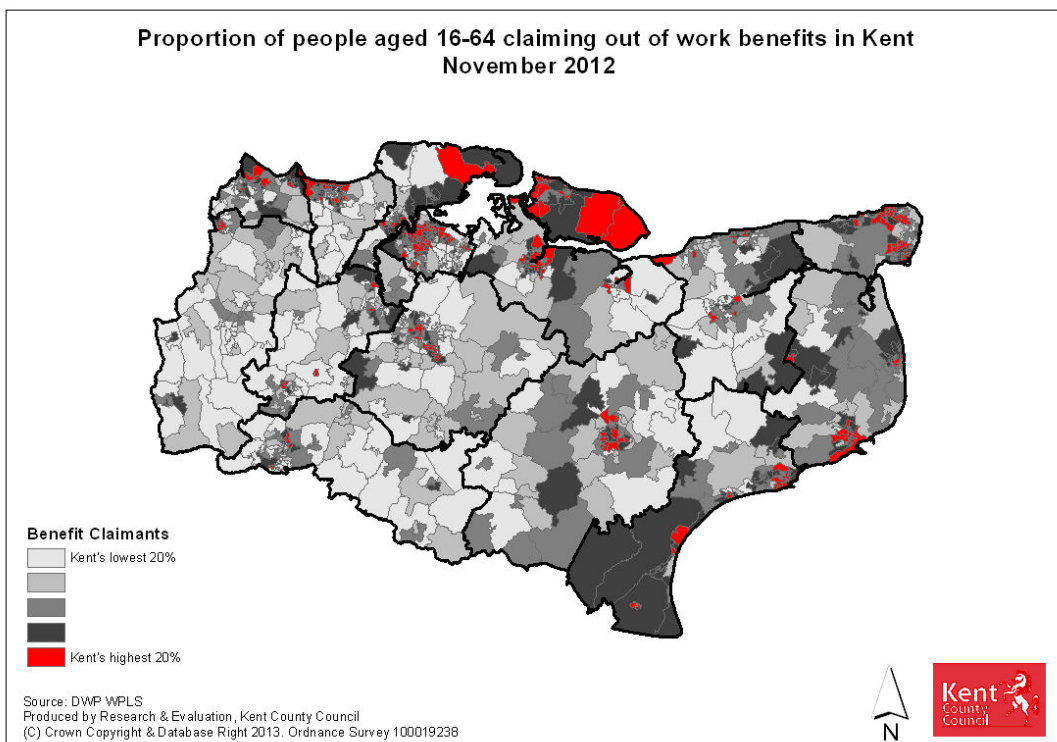 Proportion of people aged 16-64 claiming out of work benefits in Kent
November 2012
Benefit Claimants
Kent's lowest 20%
Kent's highest 20%
Source: DWP WPLS
Produced by Research & Evaluation, Kent County Council
(C) Crown Copyright & Database Right 2013. Ordnance Survey 100019238
N
Kent
County
Council